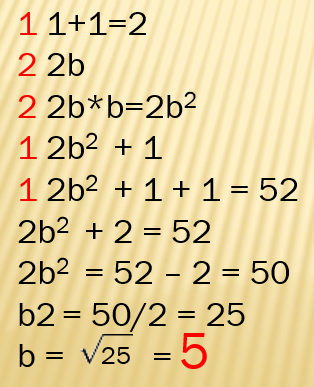 1 1+1=2
2 2b
2 2b*b=2b²
1 2b² + 1
1 2b² + 1 + 1 = 52
2b² + 2 = 52
2b² = 52 – 2 = 50
b2 = 50/2 = 25
b = √25 = 5